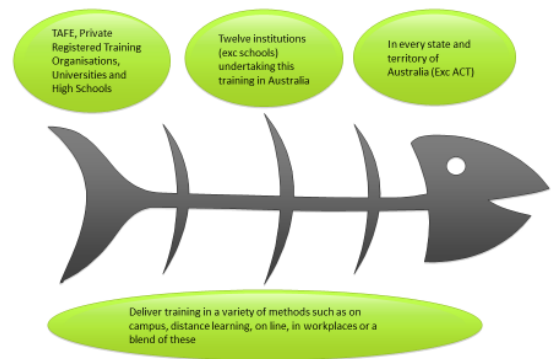 TAFE, Private
Registered Training
Organisations,
Universities and
High Schools
Twelve institutions
(exc schools)
undertaking this
training in Australia
In every state and
territory of
Australia (Exc ACT)
Deliver training in a variety of methods such as on
campus, distance learning, on line, in workplaces or a
blend of these